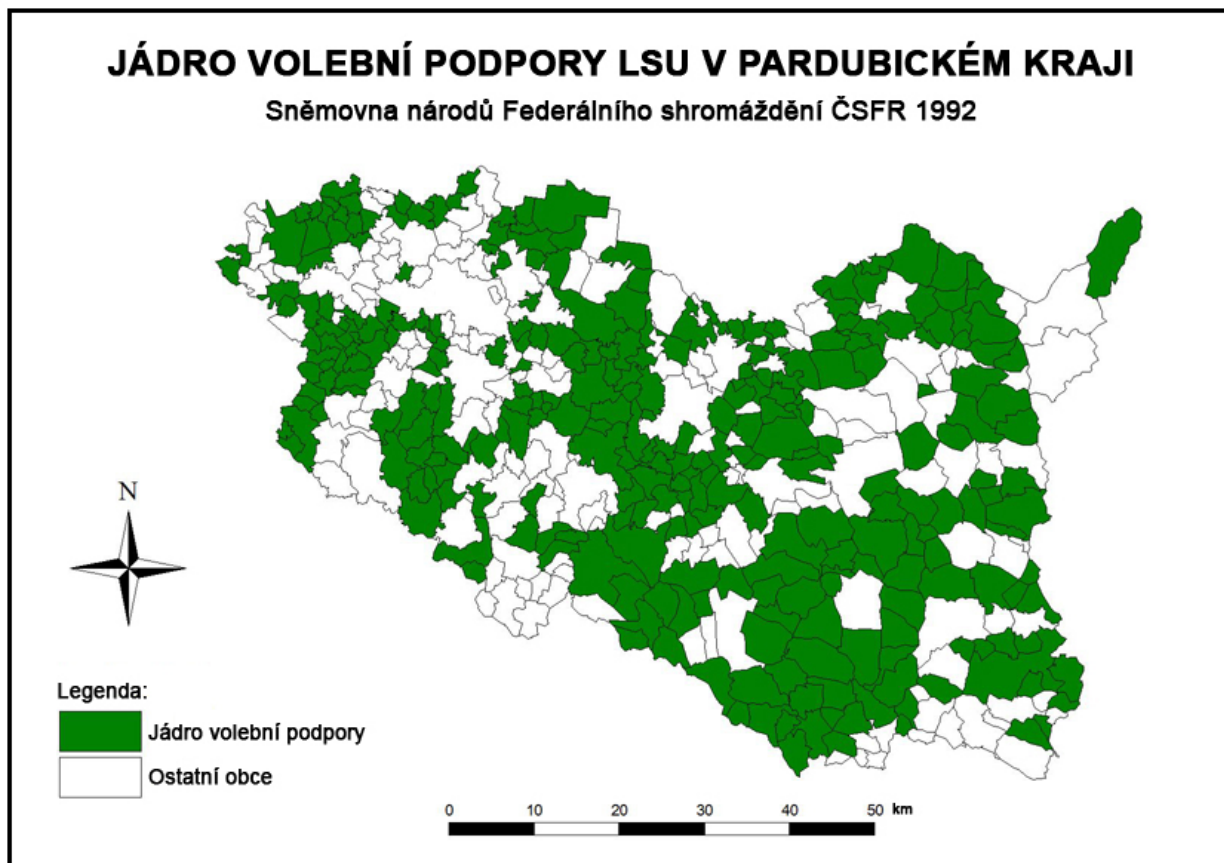 JÁDRO VOLEBNÍ PODPORY LSU V PARDUBICKÉM KRAJI
Sněmovna národů Federálního shromáždění ČSFR 1992
N
Legenda:
Jádro volební podpory
Ostatní obce
0 10 20 30 40 50 km